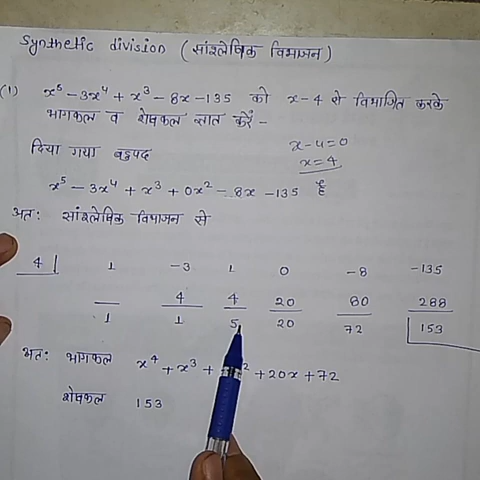 Synthetic division (सांश्लेषिक विभाजन)
(1) x⁵ - 3x⁴ + x³ - 8x - 135 को x - 4 से विभाजित करके
भागफल व शेषफल ज्ञात करें -
x - 4 = 0
दिया गया बहुपद x = 4
x⁵ - 3x⁴ + x³ + 0x² - 8x - 135 है
अतः सांश्लेषिक विभाजन से
4 1 -3 1 0 -8 -135
4 4 20 80 288
1 1 5 20 72 153
अतः भागफल x⁴ + x³ + ² + 20x + 72
शेषफल 153